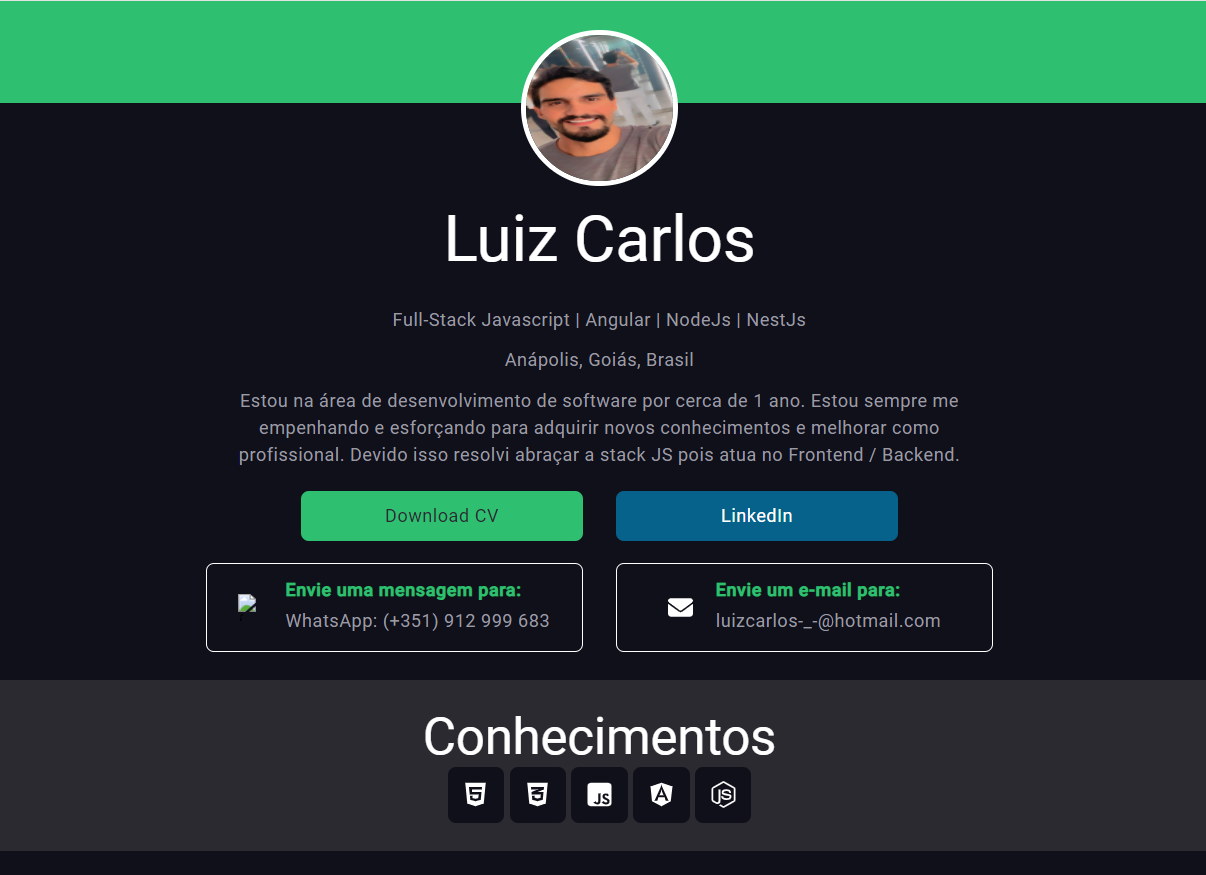 Luiz Carlos
Full-Stack Javascript | Angular | NodeJs | NestJs
Anápolis, Goiás, Brasil
Estou na área de desenvolvimento de software por cerca de 1 ano. Estou sempre me
empenhando e esforçando para adquirir novos conhecimentos e melhorar como
profissional. Devido isso resolvi abraçar a stack JS pois atua no Frontend / Backend.
Download CV
LinkedIn
Envie uma mensagem para:
WhatsApp: (+351) 912 999 683
Envie um e-mail para:
luizcarlos-_-@hotmail.com
Conhecimentos
JS
JS